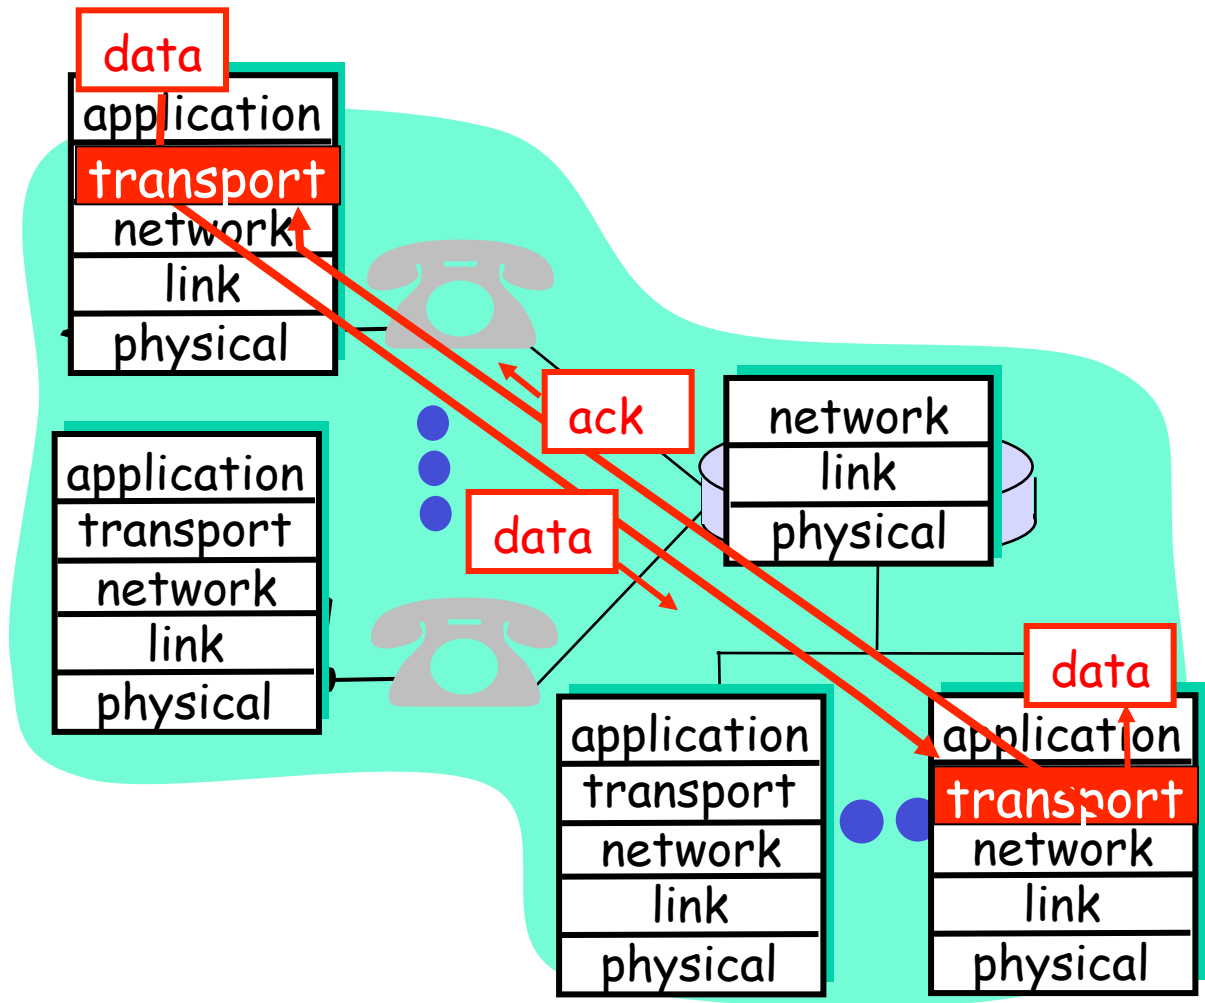 data
application
transport
network
link
physical
ack
data
network
link
physical
application
transport
network
link
physical
application
transport
network
link
physical
data
application
transport
network
link
physical